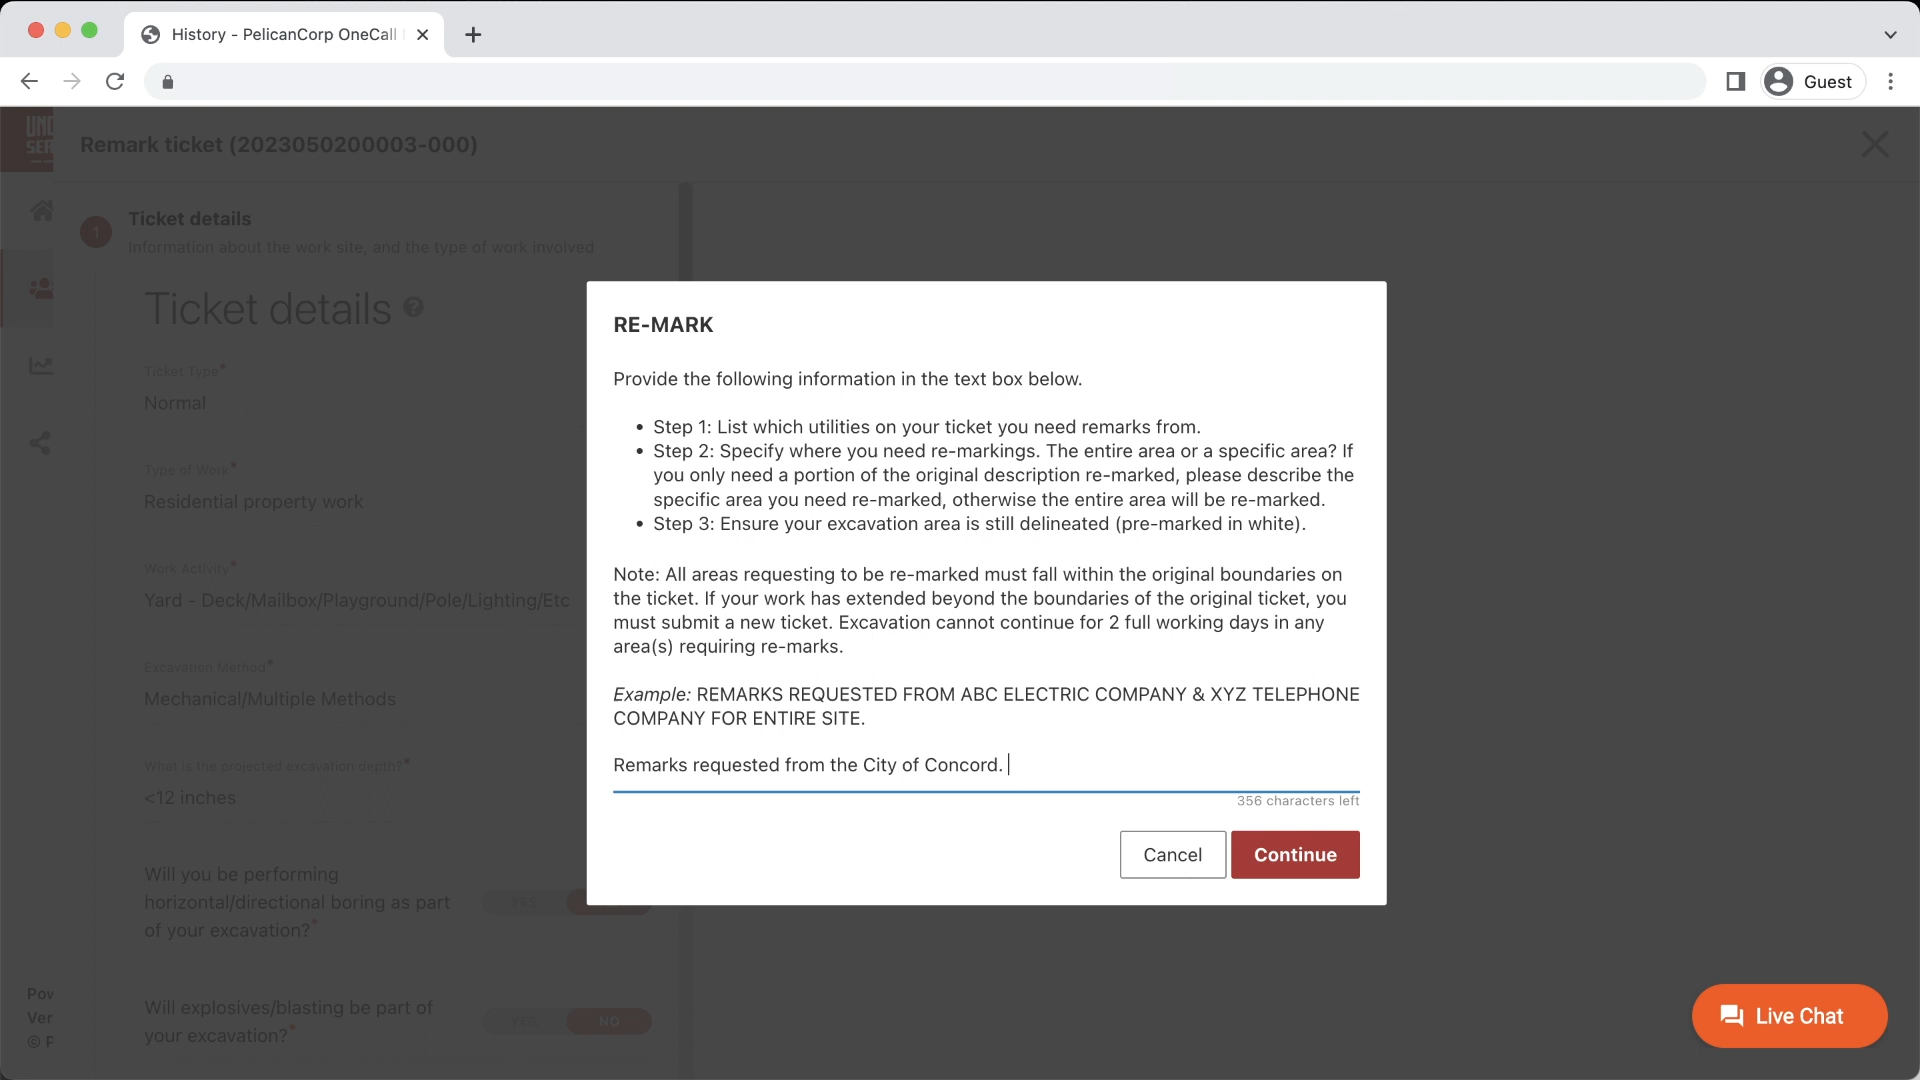 History - PelicanCorp OneCall
Guest
UND
SER
Remark ticket (2023050200003-000)
1
Ticket details
Information about the work site, and the type of work involved
Ticket details
Ticket Type*
Normal
Type of Work*
Residential property work
Work Activity*
Yard - Deck/Mailbox/Playground/Pole/Lighting/Etc
Excavation Method*
Mechanical/Multiple Methods
What is the projected excavation depth?*
<12 inches
Will you be performing
horizontal/directional boring as part
of your excavation?*
YES
Will explosives/blasting be part of
your excavation?*
YES NO
Pow
Ver
© P
RE-MARK
Provide the following information in the text box below.
• Step 1: List which utilities on your ticket you need remarks from.
• Step 2: Specify where you need re-markings. The entire area or a specific area? If
you only need a portion of the original description re-marked, please describe the
specific area you need re-marked, otherwise the entire area will be re-marked.
• Step 3: Ensure your excavation area is still delineated (pre-marked in white).
Note: All areas requesting to be re-marked must fall within the original boundaries on
the ticket. If your work has extended beyond the boundaries of the original ticket, you
must submit a new ticket. Excavation cannot continue for 2 full working days in any
area(s) requiring re-marks.
Example: REMARKS REQUESTED FROM ABC ELECTRIC COMPANY & XYZ TELEPHONE
COMPANY FOR ENTIRE SITE.
Remarks requested from the City of Concord.
356 characters left
Cancel
Continue
Live Chat